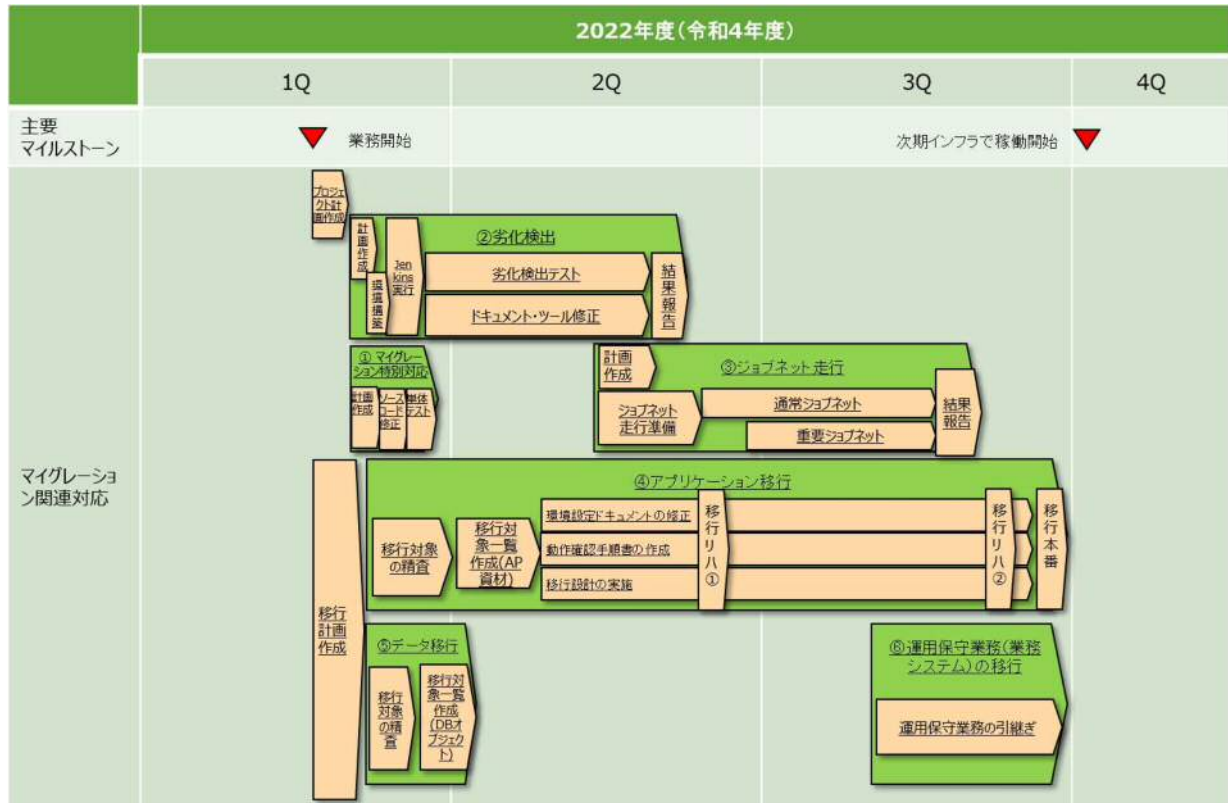 2022年度(令和4年度)
1Q
2Q
3Q
4Q
主要
マイルストーン
業務開始
次期インフラで稼働開始
マイグレーショ
ン関連対応
プロジェ
クト計
画作成
②劣化検出
計画作成
環境構築
Jen
kins
実行
劣化検出テスト
ドキュメント・ツール修正
結果報告
① マイグレー
ション特別対応
計画
作成
ソース
コード
修正
単体
テスト
③ジョブネット走行
計画
作成
ジョブネット
走行準備
通常ジョブネット
重要ジョブネット
結果
報告
移行
計画
作成
④アプリケーション移行
移行対象
の精査
移行対
象一覧
作成(AP
資材)
環境設定ドキュメントの修正
動作確認手順書の作成
移行設計の実施
移行リハ①
移行リハ②
移行本番
⑤データ移行
移行
対象
の精
査
移行対
象一覧
作成
(DBオ
ブジェク
ト)
⑥運用保守業務(業務
システム)の移行
運用保守業務の引継ぎ